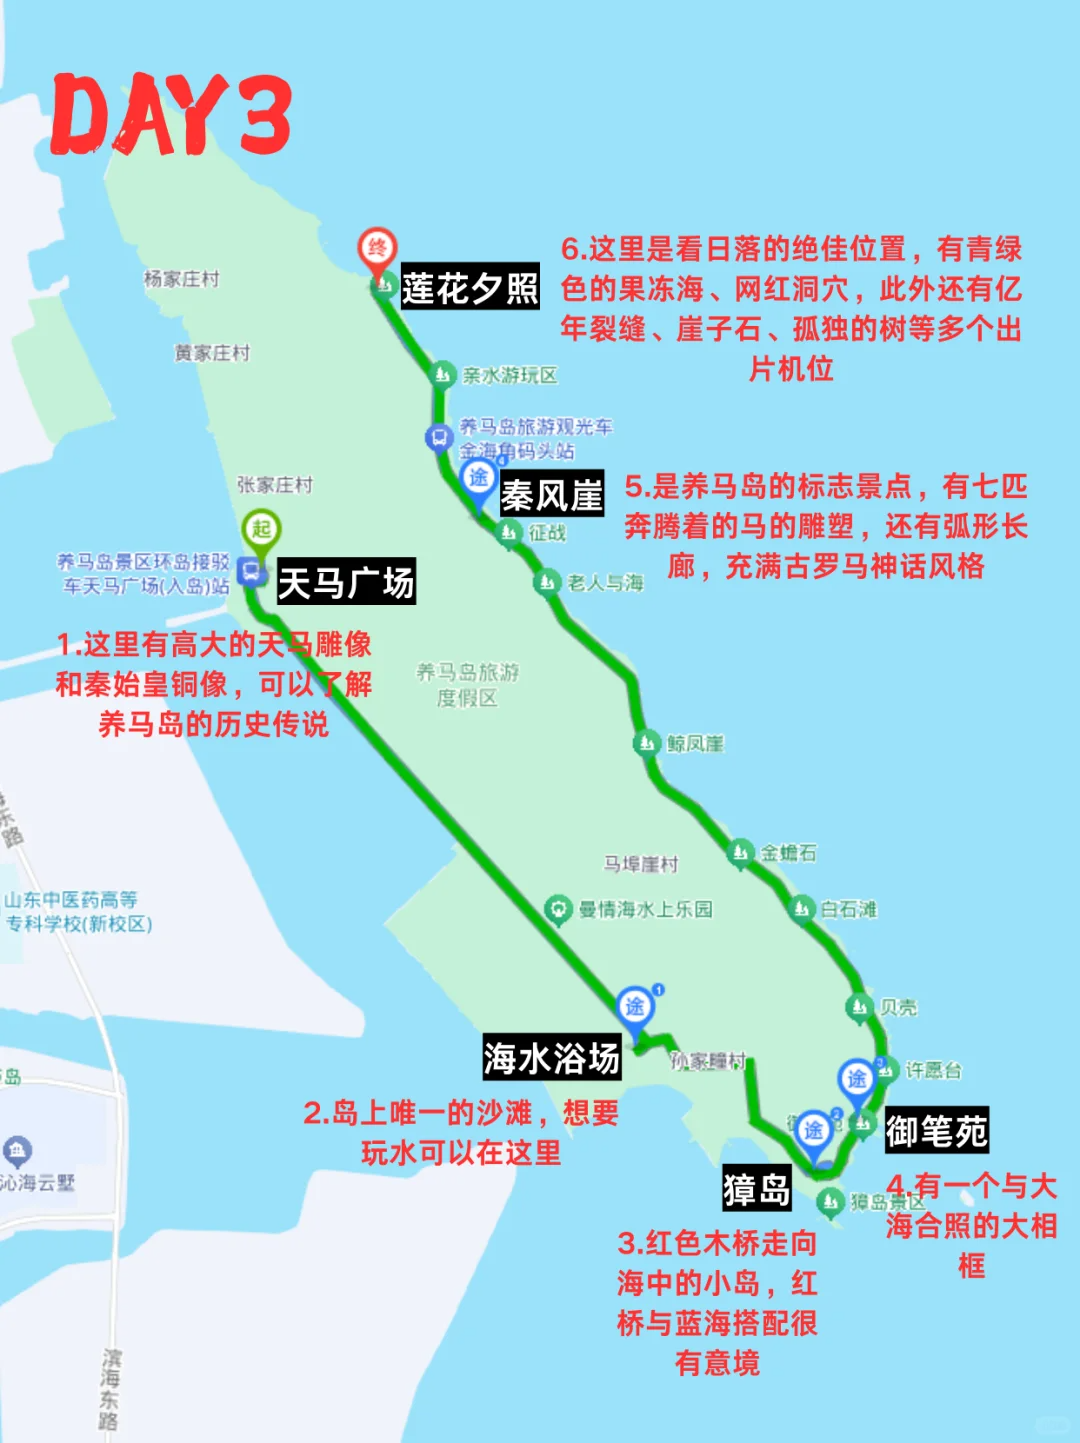 DAY3
终
莲花夕照
6.这里是看日落的绝佳位置，有青绿
色的果冻海、网红洞穴，此外还有亿
年裂缝、崖子石、孤独的树等多个出
片机位
杨家庄村
黄家庄村
亲水游玩区
养马岛旅游观光车
金海角码头站
张家庄村
途
4
秦风崖
5.是养马岛的标志景点，有七匹
奔腾着的马的雕塑，还有弧形长
廊，充满古罗马神话风格
征战
起
养马岛景区环岛接驳
车天马广场(入岛)站
天马广场
老人与海
1.这里有高大的天马雕像
和秦始皇铜像，可以了解
养马岛的历史传说
养马岛旅游
度假区
鲸凤崖
东路
马埠崖村
金蟾石
山东中医药高等
专科学校(新校区)
曼情海水上乐园
白石滩
途
1
贝壳
海水浴场
孙家疃村
许愿台
岛
途
3
途
2
御
御笔苑
2.岛上唯一的沙滩，想要
玩水可以在这里
沁海云墅
獐岛
獐岛景区
4.有一个与大
海合照的大相
框
3.红色木桥走向
海中的小岛，红
桥与蓝海搭配很
有意境
滨海东路